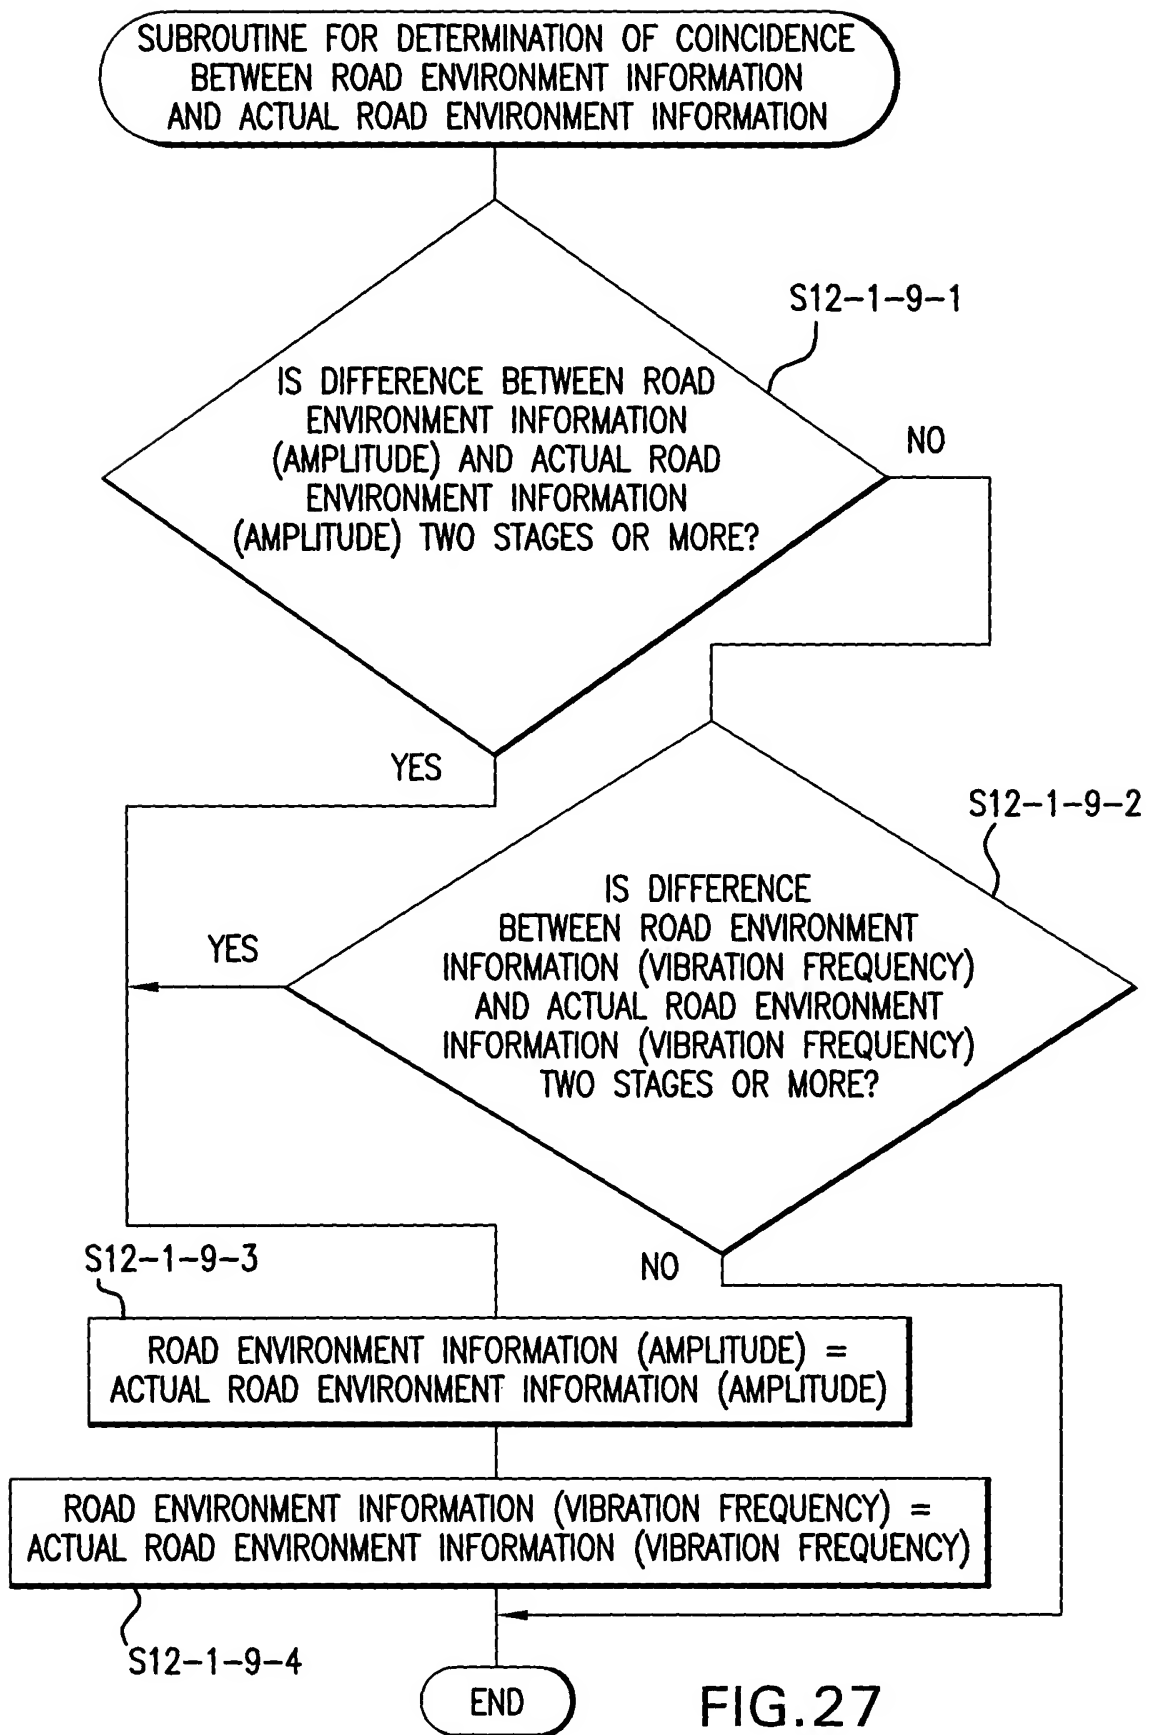 SUBROUTINE FOR DETERMINATION OF COINCIDENCE
BETWEEN ROAD ENVIRONMENT INFORMATION
AND ACTUAL ROAD ENVIRONMENT INFORMATION
S12-1-9-1
IS DIFFERENCE BETWEEN ROAD
ENVIRONMENT INFORMATION
(AMPLITUDE) AND ACTUAL ROAD
ENVIRONMENT INFORMATION
(AMPLITUDE) TWO STAGES OR MORE?
NO
YES
S12-1-9-2
IS DIFFERENCE
BETWEEN ROAD ENVIRONMENT
INFORMATION (VIBRATION FREQUENCY)
AND ACTUAL ROAD ENVIRONMENT
INFORMATION (VIBRATION FREQUENCY)
TWO STAGES OR MORE?
YES
NO
S12-1-9-3
ROAD ENVIRONMENT INFORMATION (AMPLITUDE) =
ACTUAL ROAD ENVIRONMENT INFORMATION (AMPLITUDE)
ROAD ENVIRONMENT INFORMATION (VIBRATION FREQUENCY) =
ACTUAL ROAD ENVIRONMENT INFORMATION (VIBRATION FREQUENCY)
S12-1-9-4
END
FIG.27